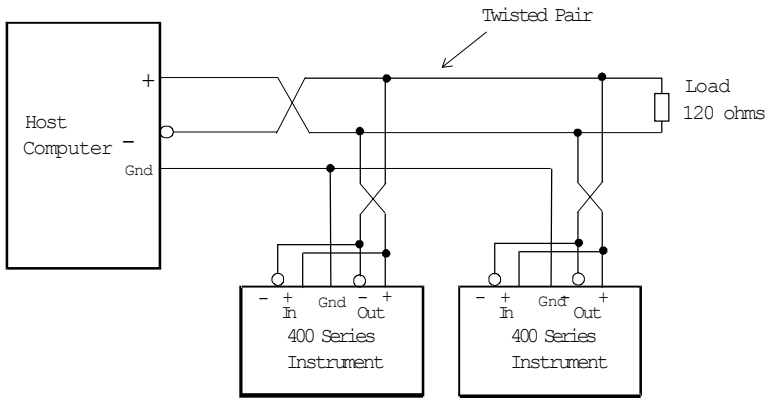 Twisted Pair
+
Load
120 ohms
Host
Computer
-
Gnd
- + Gnd - +
In Out
400 Series
Instrument
- + Gnd - +
In Out
400 Series
Instrument